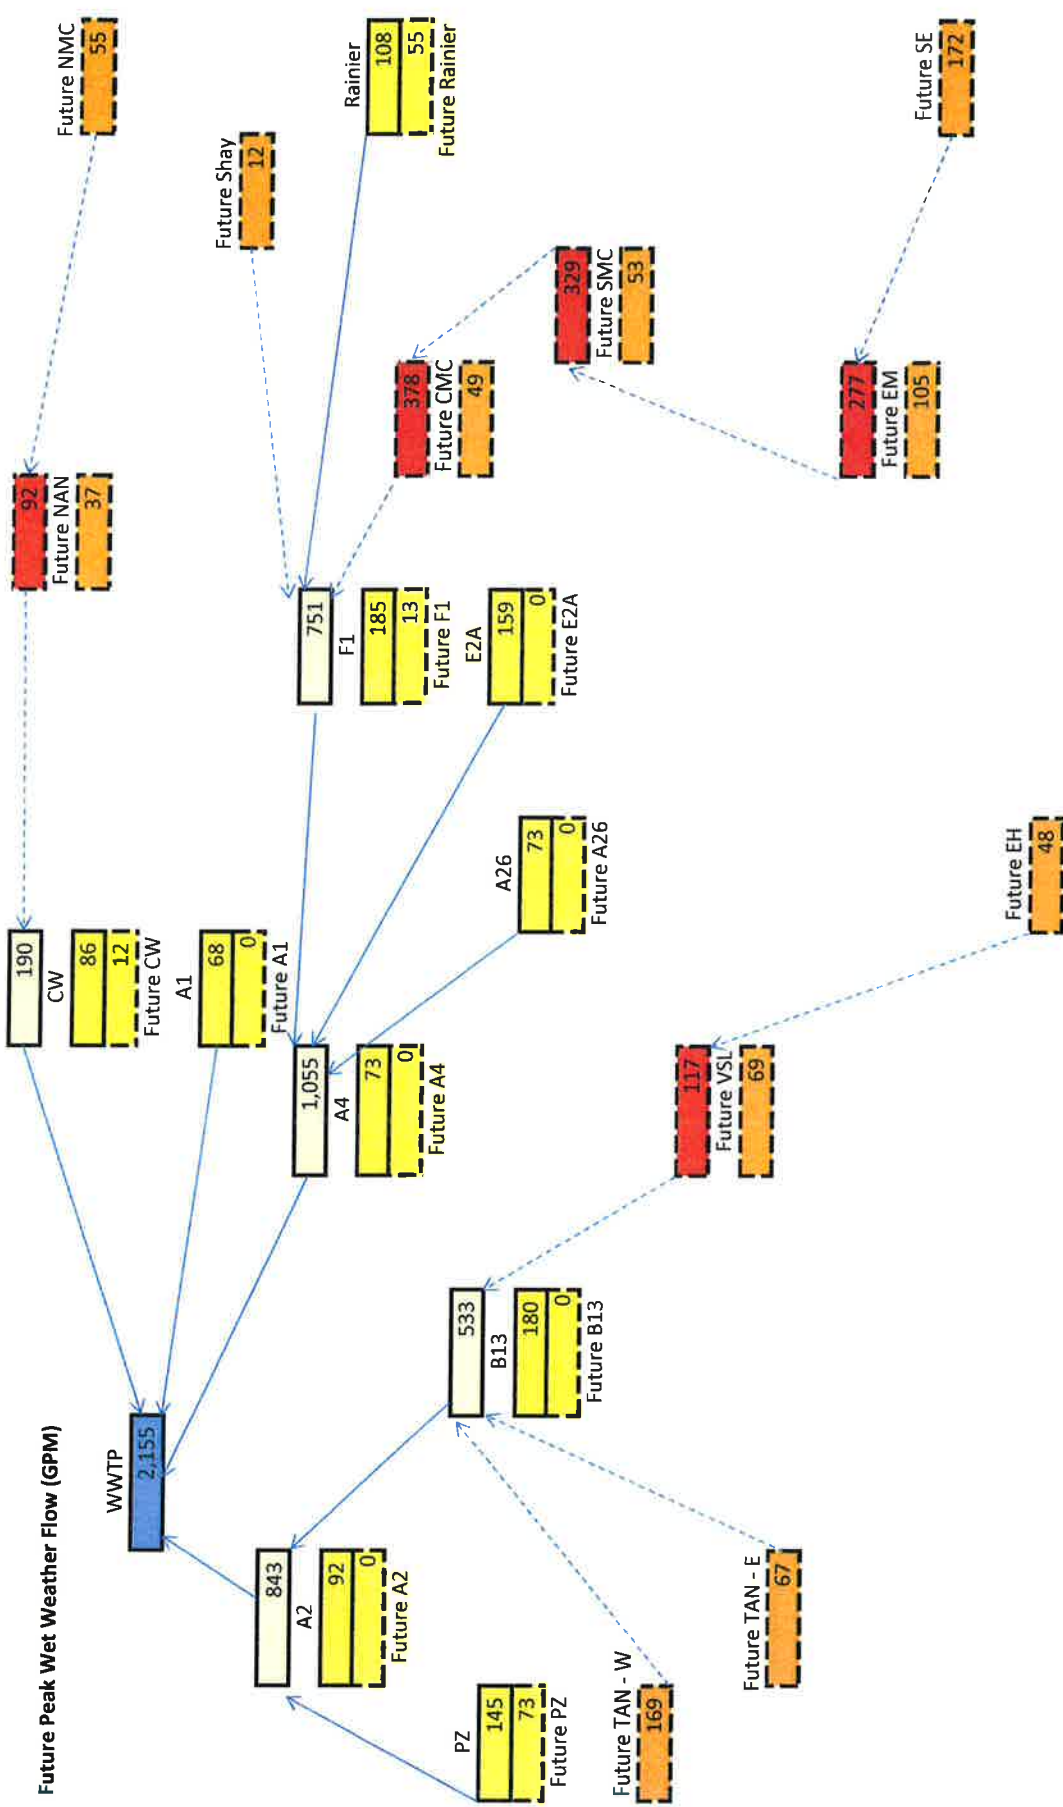 Future Peak Wet Weather Flow (GPM)
WWTP
2,155
CW
190
86
12
Future CW
Future NAN
92
37
Future NMC
55
A1
68
0
Future A1
Future Shay
12
A2
843
92
0
Future A2
A4
1,055
73
0
Future A4
F1
751
185
13
Future F1
Rainier
108
55
Future Rainier
Future CMC
378
49
E2A
159
0
Future E2A
PZ
145
73
Future PZ
B13
533
180
0
Future B13
A26
73
0
Future A26
Future SMC
329
53
Future TAN - W
169
Future VSL
117
69
Future TAN - E
67
Future EM
277
105
Future SE
172
Future EH
48